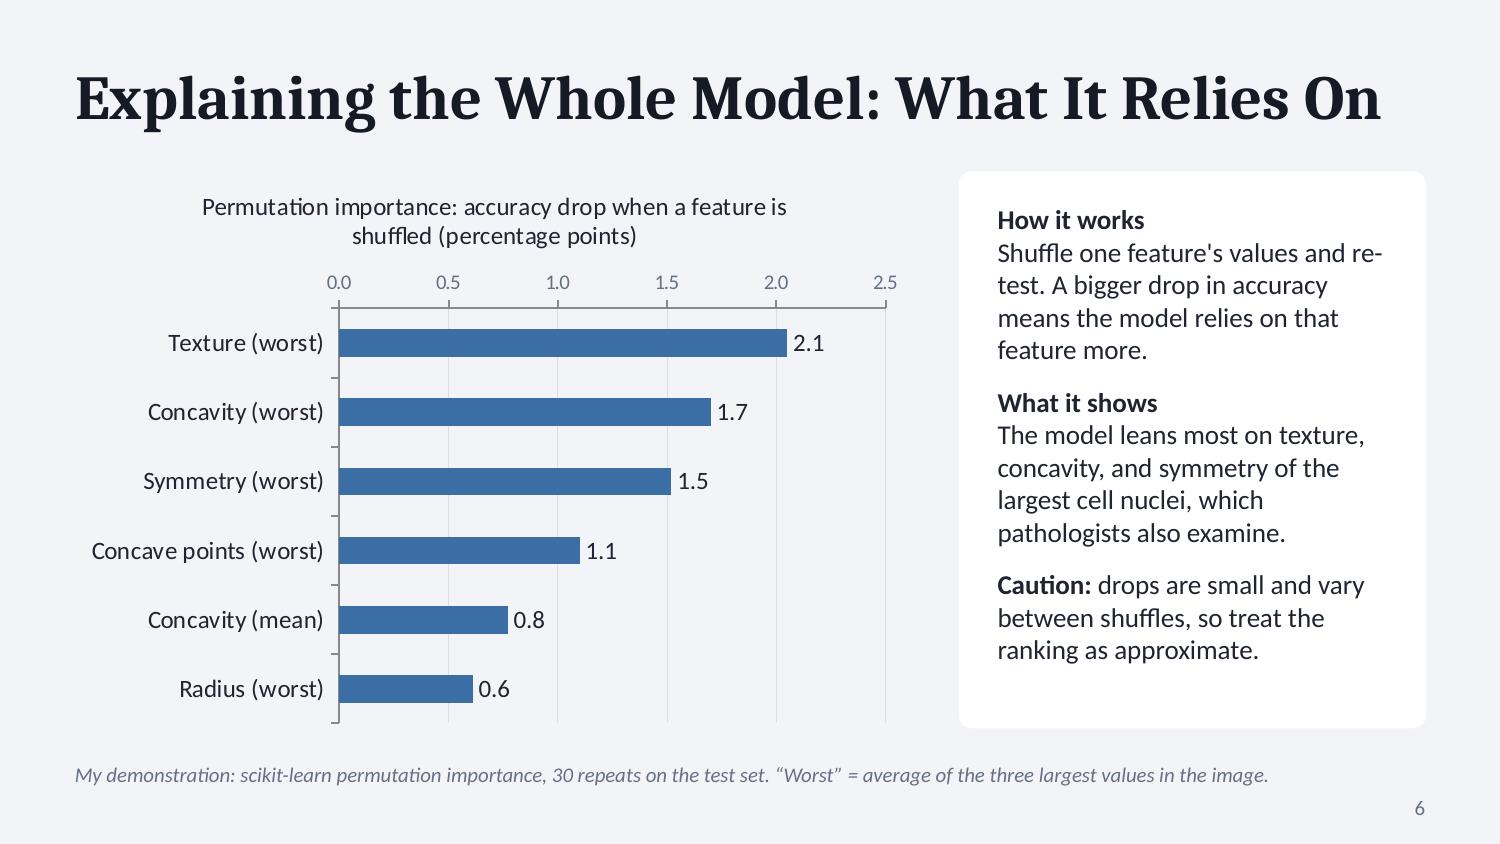 Explaining the Whole Model: What It Relies On
Permutation importance: accuracy drop when a feature is
shuffled (percentage points)
0.0 0.5 1.0 1.5 2.0 2.5
Texture (worst) 2.1
Concavity (worst) 1.7
Symmetry (worst) 1.5
Concave points (worst) 1.1
Concavity (mean) 0.8
Radius (worst) 0.6
How it works
Shuffle one feature's values and re-
test. A bigger drop in accuracy
means the model relies on that
feature more.
What it shows
The model leans most on texture,
concavity, and symmetry of the
largest cell nuclei, which
pathologists also examine.
Caution: drops are small and vary
between shuffles, so treat the
ranking as approximate.
My demonstration: scikit-learn permutation importance, 30 repeats on the test set. “Worst” = average of the three largest values in the image.
6